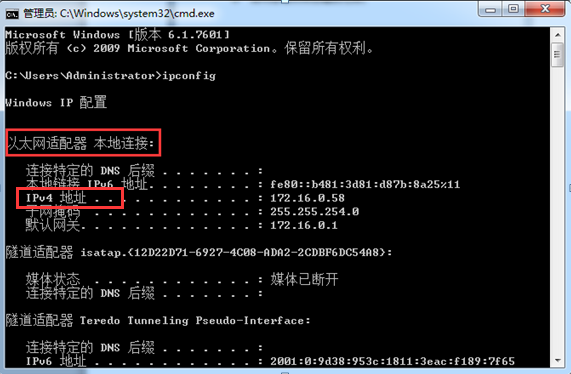 管理员: C:\Windows\system32\cmd.exe
Microsoft Windows [版本 6.1.7601]
版权所有 (c) 2009 Microsoft Corporation。保留所有权利。
C:\Users\Administrator>ipconfig
Windows IP 配置
以太网适配器 本地连接:
连接特定的 DNS 后缀 . . . . . . . :
本地链接 IPv6 地址. . . . . . . . : fe80::b481:3d81:d87b:8a25%11
IPv4 地址 . . . . . . . . . . . . : 172.16.0.58
子网掩码 . . . . . . . . . . . . : 255.255.254.0
默认网关. . . . . . . . . . . . . : 172.16.0.1
隧道适配器 isatap.{12D22D71-6927-4C08-ADA2-2CDBF6DC54A8}:
媒体状态 . . . . . . . . . . . . : 媒体已断开
连接特定的 DNS 后缀 . . . . . . . :
隧道适配器 Teredo Tunneling Pseudo-Interface:
连接特定的 DNS 后缀 . . . . . . . :
IPv6 地址 . . . . . . . . . . . . : 2001:0:9d38:953c:1811:3eac:f189:7f65